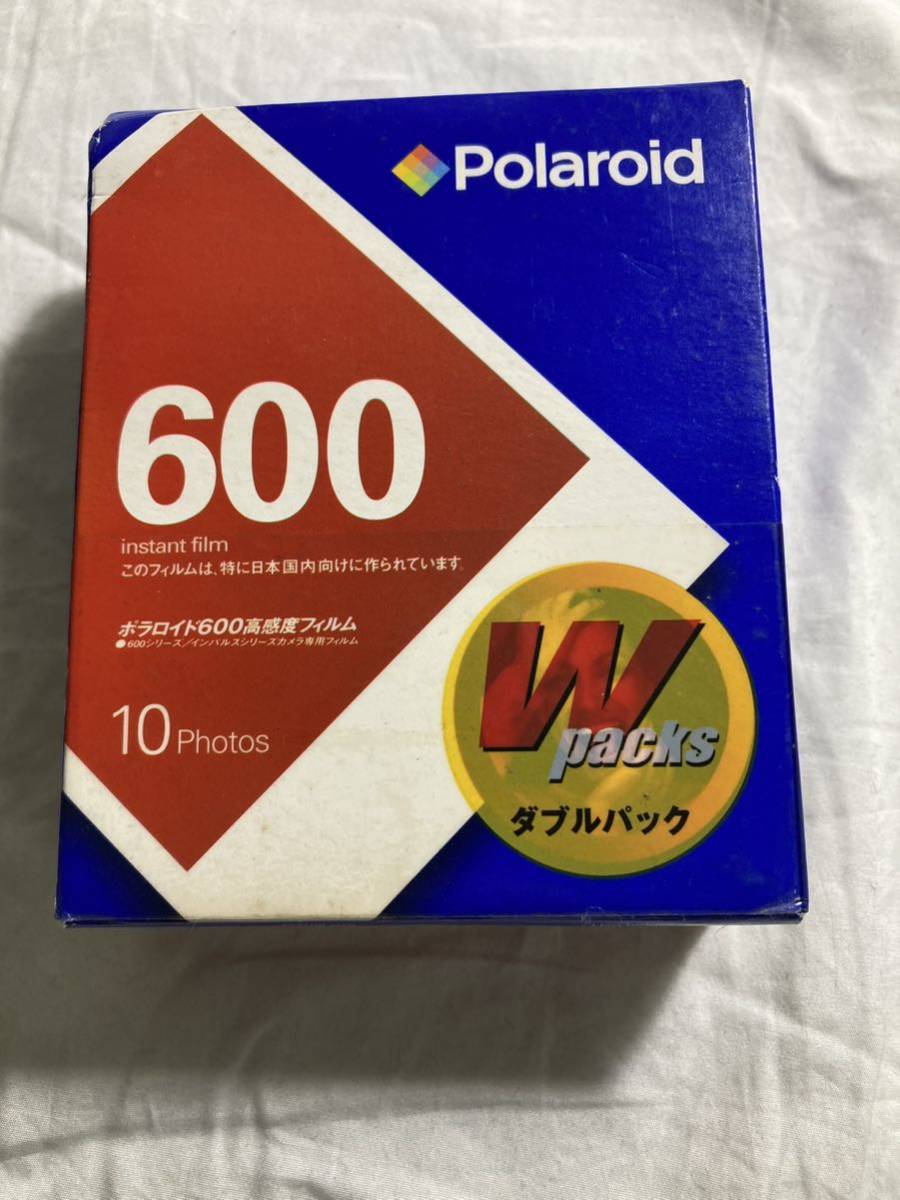 Polaroid
600
instant film
このフィルムは、特に日本国内向けに作られています。
ポラロイド600高感度フィルム
●600シリーズ/インパルスシリーズカメラ専用フィルム
10 Photos
W
packs
ダブルパック